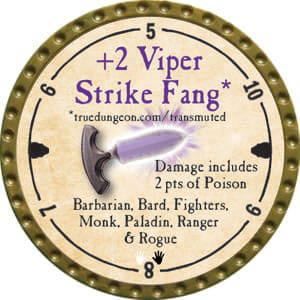 5
+2 Viper
Strike Fang*
*truedungeon.com/transmuted
6
10
Damage includes
2 pts of Poison
Barbarian, Bard, Fighters,
Monk, Paladin, Ranger
& Rogue
7
9
8